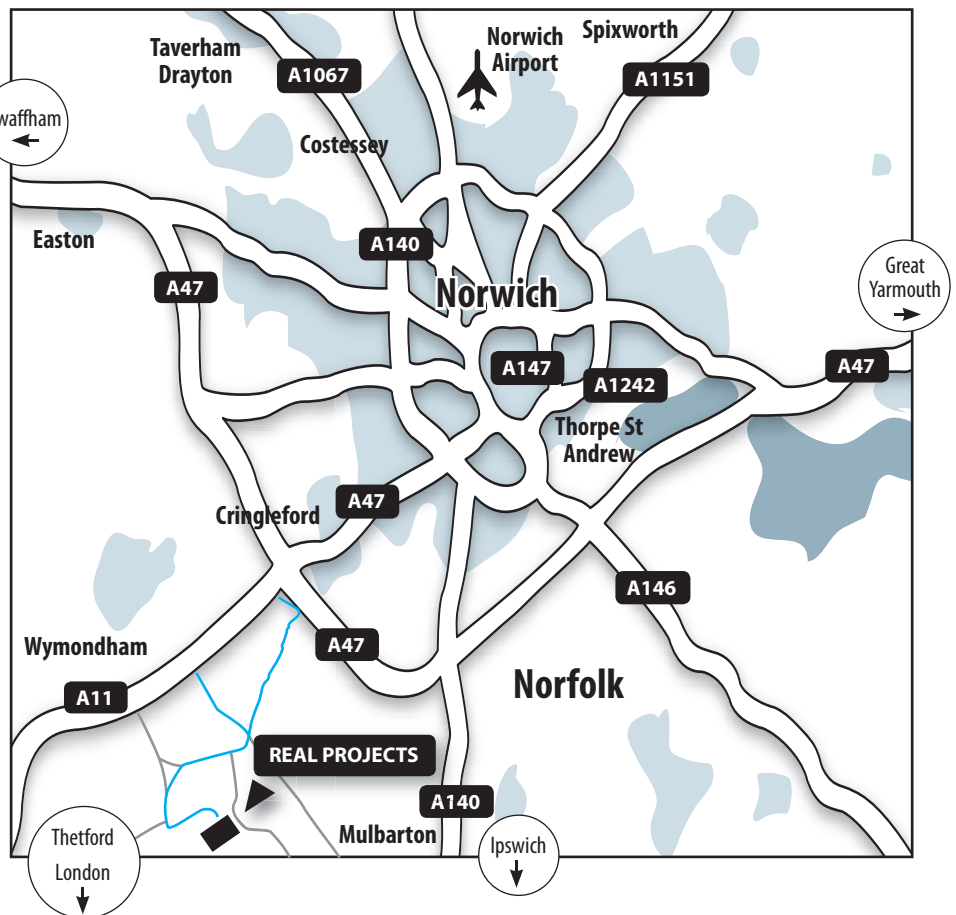 Taverham
Drayton
A1067
Norwich
Airport
Spixworth
A1151
waffham
Costessey
Easton
A140
A47
Norwich
Great
Yarmouth
A147
A1242
A47
Thorpe St
Andrew
A47
Cringleford
A146
Wymondham
A47
A11
Norfolk
REAL PROJECTS
A140
Mulbarton
Thetford
London
Ipswich